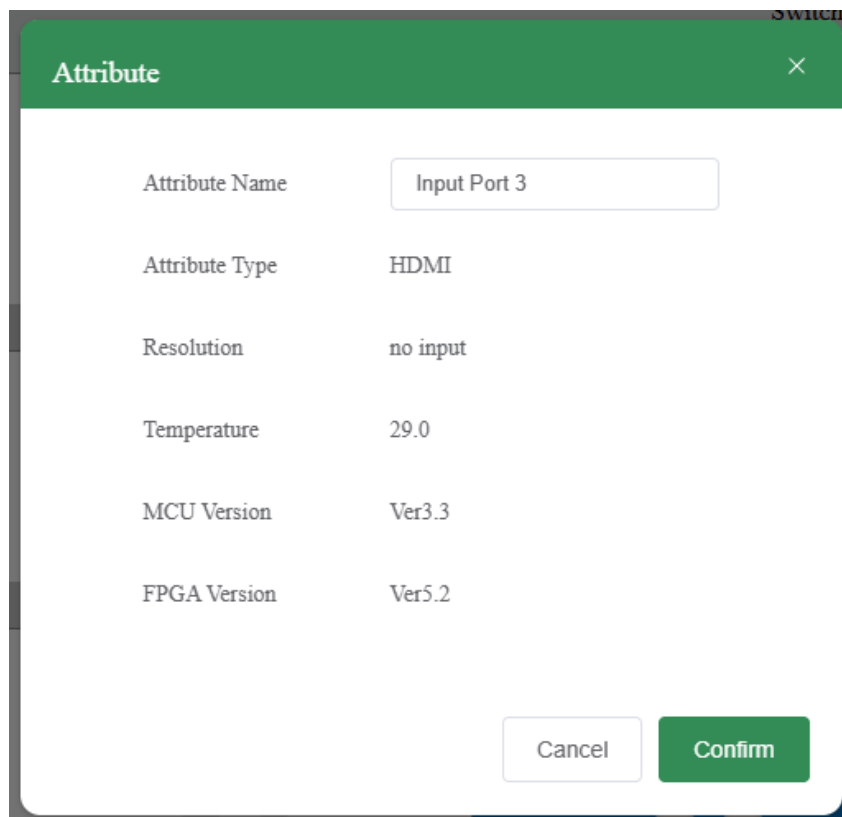 Switch
Attribute
Attribute Name Input Port 3
Attribute Type HDMI
Resolution no input
Temperature 29.0
MCU Version Ver3.3
FPGA Version Ver5.2
Cancel Confirm